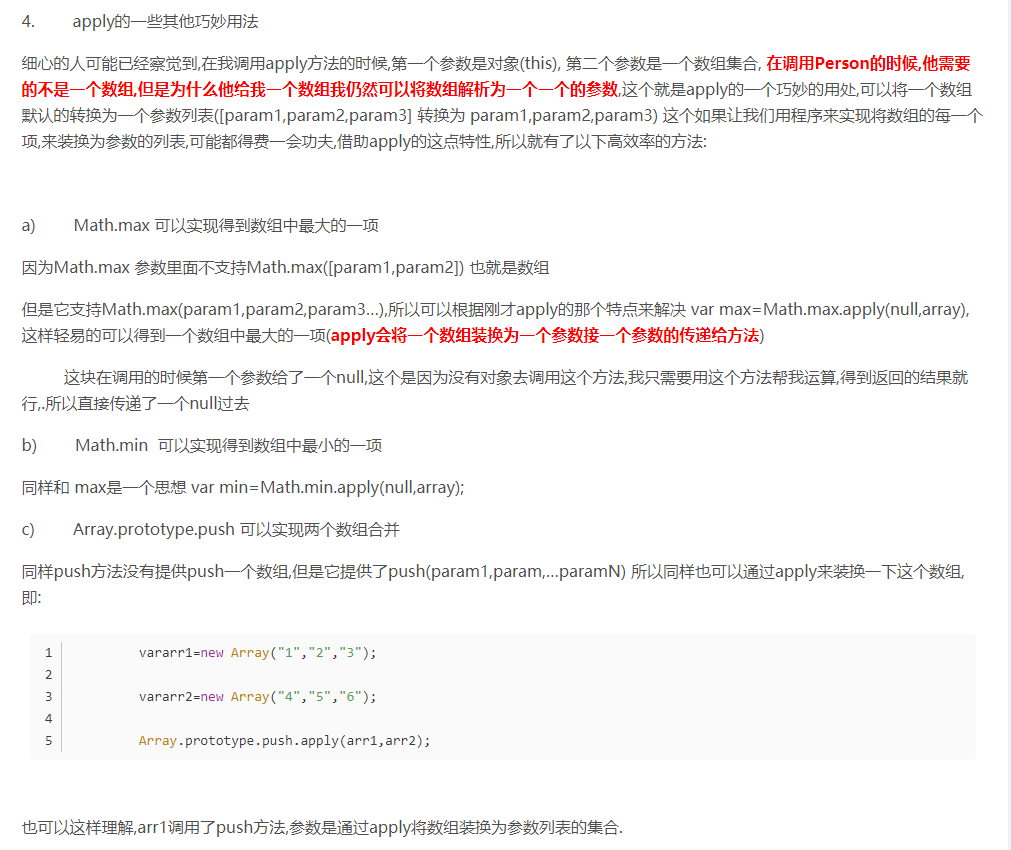 4. apply的一些其他巧妙用法
细心的人可能已经察觉到,在我调用apply方法的时候,第一个参数是对象(this), 第二个参数是一个数组集合, 在调用Person的时候,他需要
的不是一个数组,但是为什么他给我一个数组我仍然可以将数组解析为一个一个的参数,这个就是apply的一个巧妙的用处,可以将一个数组
默认的转换为一个参数列表([param1,param2,param3] 转换为 param1,param2,param3) 这个如果让我们用程序来实现将数组的每一个
项,来装换为参数的列表,可能都得费一会功夫,借助apply的这点特性,所以就有了以下高效率的方法:
a) Math.max 可以实现得到数组中最大的一项
因为Math.max 参数里面不支持Math.max([param1,param2]) 也就是数组
但是它支持Math.max(param1,param2,param3…),所以可以根据刚才apply的那个特点来解决 var max=Math.max.apply(null,array),
这样轻易的可以得到一个数组中最大的一项(apply会将一个数组装换为一个参数接一个参数的传递给方法)
这块在调用的时候第一个参数给了一个null,这个是因为没有对象去调用这个方法,我只需要用这个方法帮我运算,得到返回的结果就
行,.所以直接传递了一个null过去
b) Math.min 可以实现得到数组中最小的一项
同样和 max是一个思想 var min=Math.min.apply(null,array);
c) Array.prototype.push 可以实现两个数组合并
同样push方法没有提供push一个数组,但是它提供了push(param1,param,…paramN) 所以同样也可以通过apply来装换一下这个数组,
即:
1 vararr1=new Array("1","2","3");
2
3 vararr2=new Array("4","5","6");
4
5 Array.prototype.push.apply(arr1,arr2);
也可以这样理解,arr1调用了push方法,参数是通过apply将数组装换为参数列表的集合.